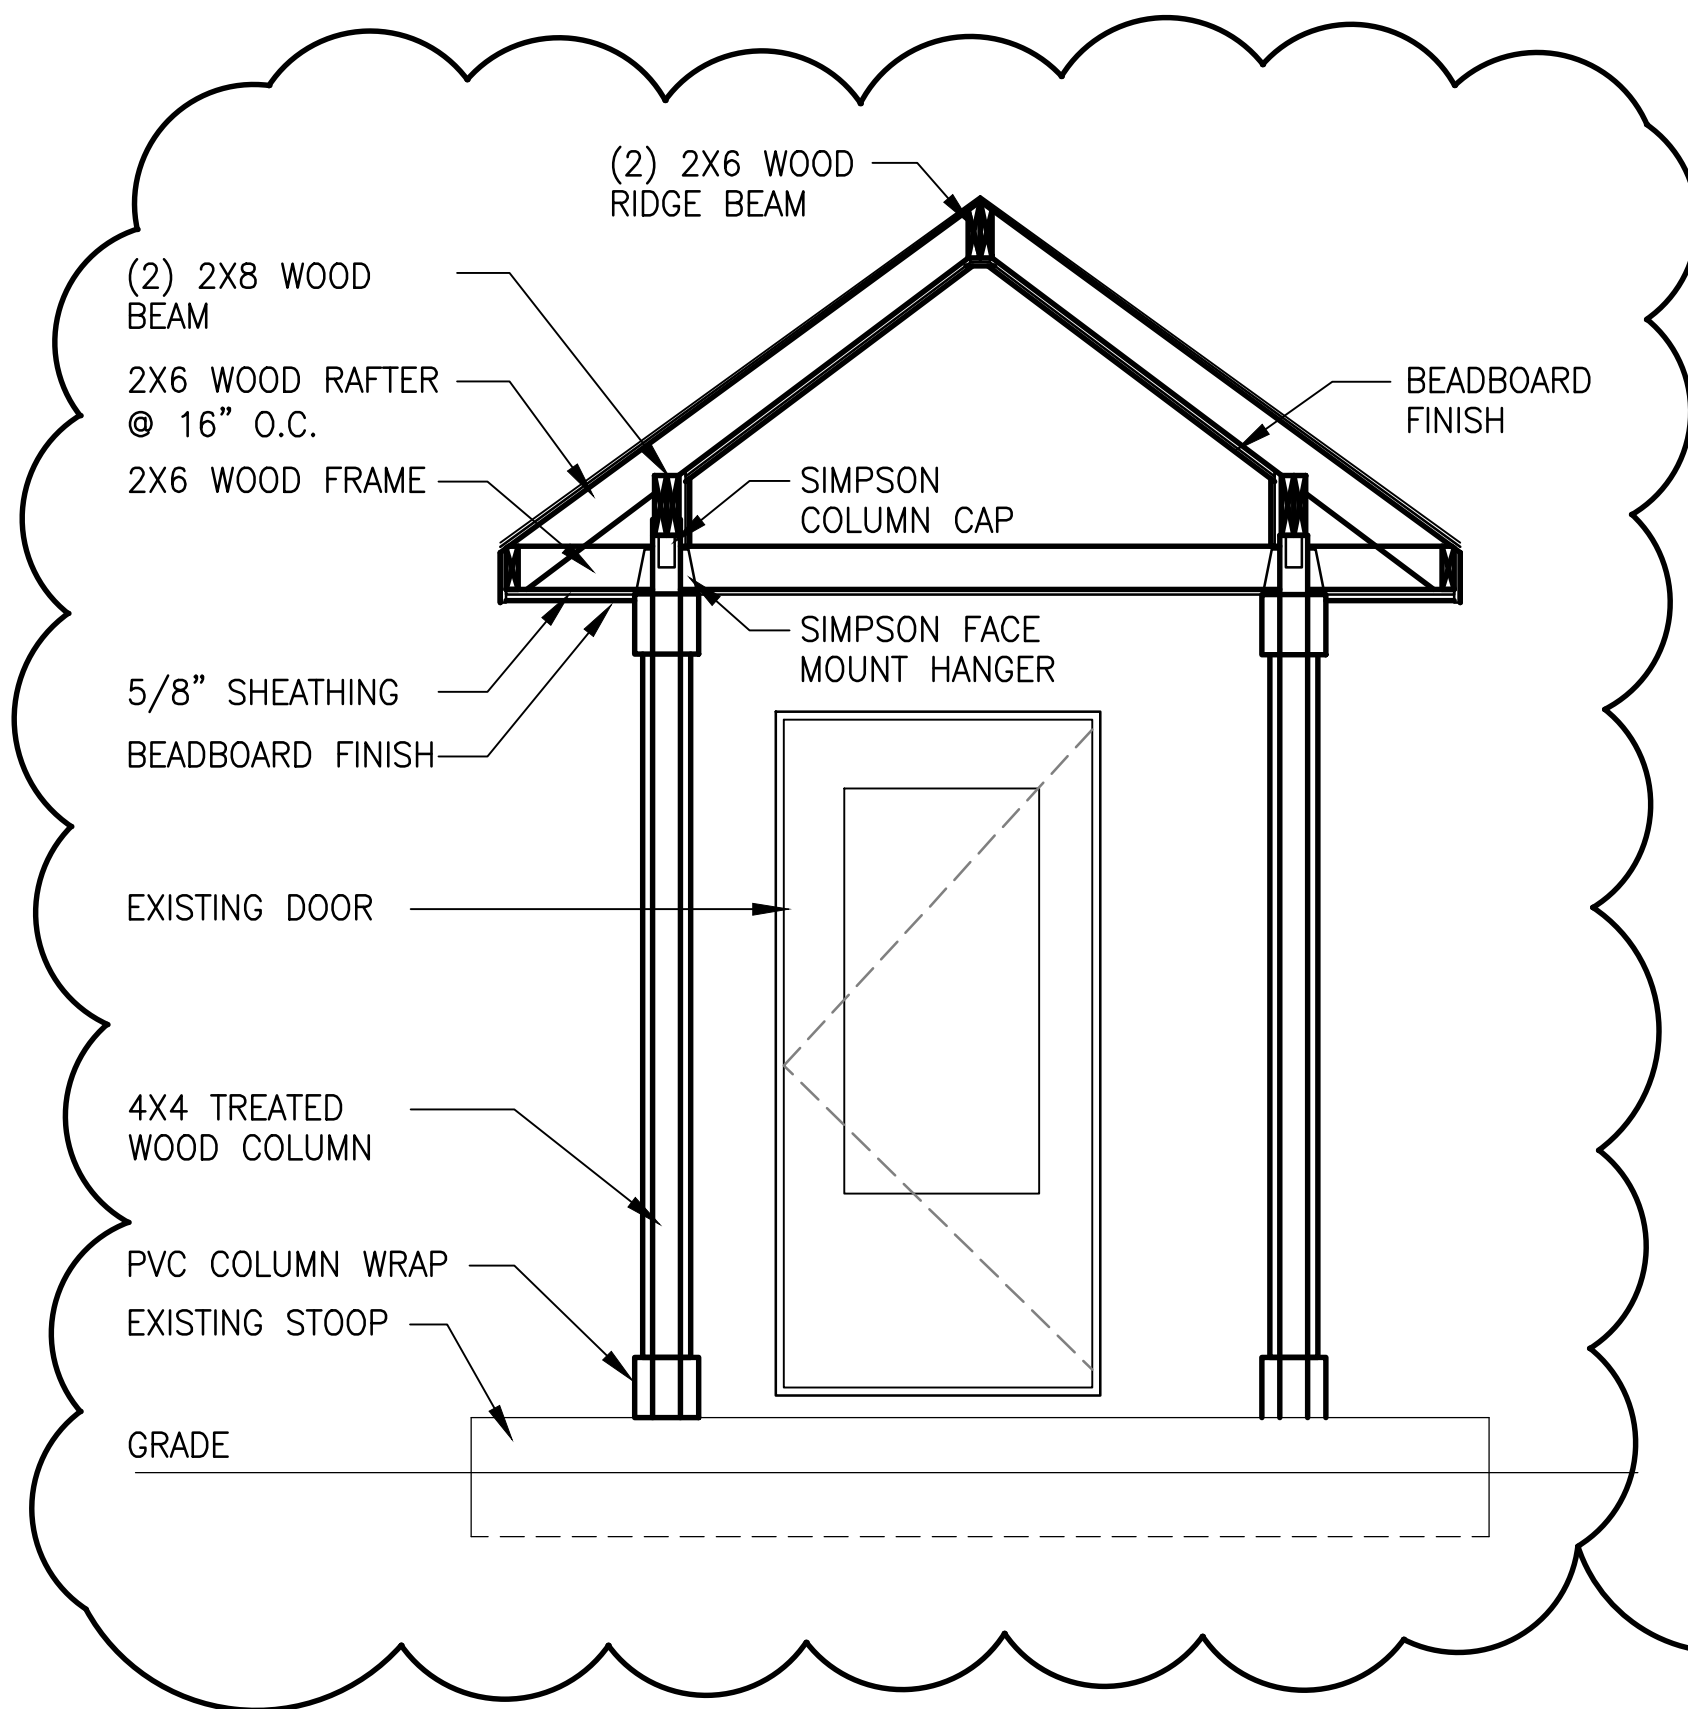 (2) 2X6 WOOD
RIDGE BEAM
(2) 2X8 WOOD
BEAM
2X6 WOOD RAFTER
@ 16” O.C.
2X6 WOOD FRAME
BEADBOARD
FINISH
SIMPSON
COLUMN CAP
SIMPSON FACE
MOUNT HANGER
5/8” SHEATHING
BEADBOARD FINISH
EXISTING DOOR
4X4 TREATED
WOOD COLUMN
PVC COLUMN WRAP
EXISTING STOOP
GRADE